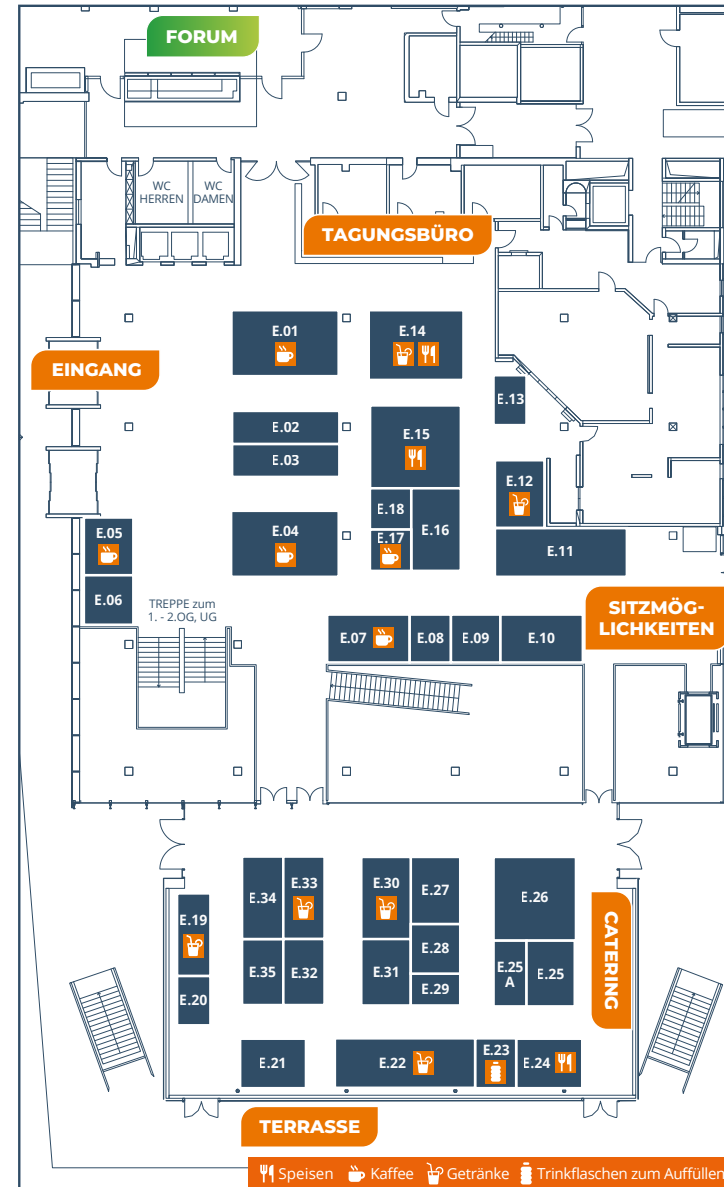 FORUM
WC
HERREN
WC
DAMEN
TAGUNGSBÜRO
E.01
E.14
EINGANG
E.13
E.02
E.15
E.03
E.12
E.18
E.16
E.04
E.05
E.17
E.11
E.06
TREPPE zum
1. - 2.OG, UG
SITZMÖG-
LICHKEITEN
E.07
E.08
E.09
E.10
E.33
E.30
E.27
E.34
E.26
E.19
CATERING
E.28
E.35
E.32
E.31
E.25
A
E.25
E.29
E.20
E.21
E.22
E.23
E.24
TERRASSE
Speisen Kaffee Getränke Trinkflaschen zum Auffüllen